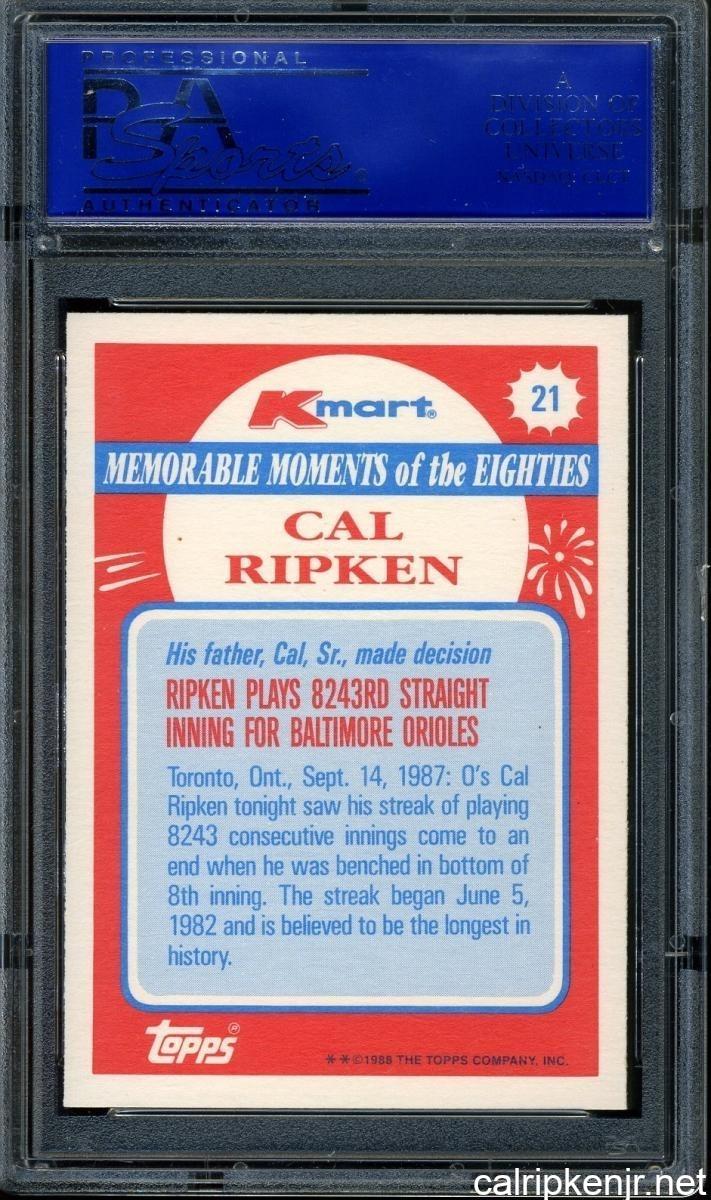 PROFESSIONAL
PSA
Sports
AUTHENTICATOR
A
DIVISION OF
COLLECTORS
UNIVERSE
NASDAQ: CLCT
Kmart®
21
MEMORABLE MOMENTS of the EIGHTIES
CAL
RIPKEN
His father, Cal, Sr., made decision
RIPKEN PLAYS 8243RD STRAIGHT
INNING FOR BALTIMORE ORIOLES
Toronto, Ont., Sept. 14, 1987: O's Cal
Ripken tonight saw his streak of playing
8243 consecutive innings come to an
end when he was benched in bottom of
8th inning. The streak began June 5,
1982 and is believed to be the longest in
history.
Topps®
**©1988 THE TOPPS COMPANY, INC.
calripkenjr.net